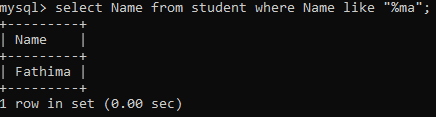 mysql> select Name from student where Name like "%ma";
+---------+
| Name    |
+---------+
| Fathima |
+---------+
1 row in set (0.00 sec)